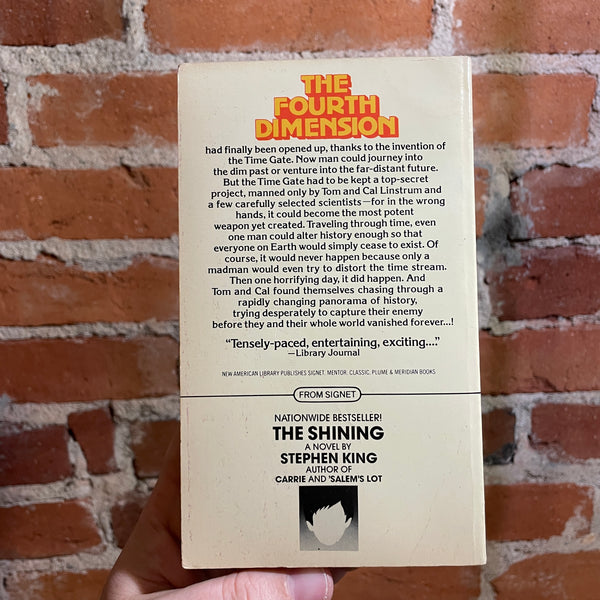 THE
FOURTH
DIMENSION
had finally been opened up, thanks to the invention of
the Time Gate. Now man could journey into
the dim past or venture into the far-distant future.
But the Time Gate had to be kept a top-secret
project, manned only by Tom and Cal Linstrum and
a few carefully selected scientists—for in the wrong
hands, it could become the most potent
weapon yet created. Traveling through time, even
one man could alter history enough so that
everyone on Earth would simply cease to exist. Of
course, it would never happen because only a
madman would even try to distort the time stream.
Then one horrifying day, it did happen. And
Tom and Cal found themselves chasing through a
rapidly changing panorama of history,
trying desperately to capture their enemy
before they and their whole world vanished forever...!
“Tensely-paced, entertaining, exciting...”
—Library Journal
NEW AMERICAN LIBRARY PUBLISHES SIGNET, MENTOR, CLASSIC, PLUME & MERIDIAN BOOKS
FROM SIGNET
NATIONWIDE BESTSELLER!
THE SHINING
A NOVEL BY
STEPHEN KING
AUTHOR OF
CARRIE AND 'SALEM'S LOT